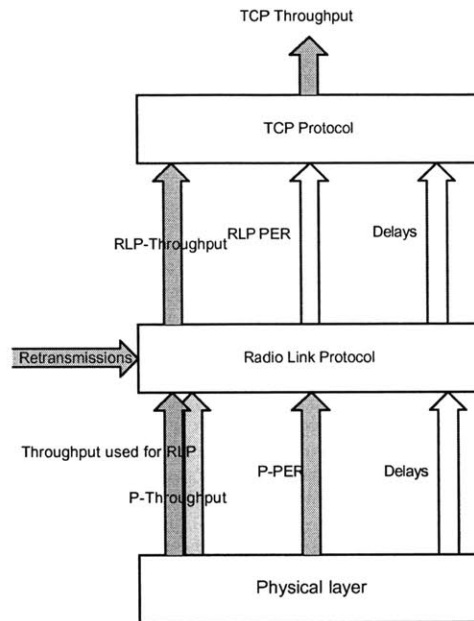 TCP Throughput
TCP Protocol
RLP-Throughput
RLP PER
Delays
Retransmissions
Radio Link Protocol
Throughput used for RLP
P-Throughput
P-PER
Delays
Physical layer